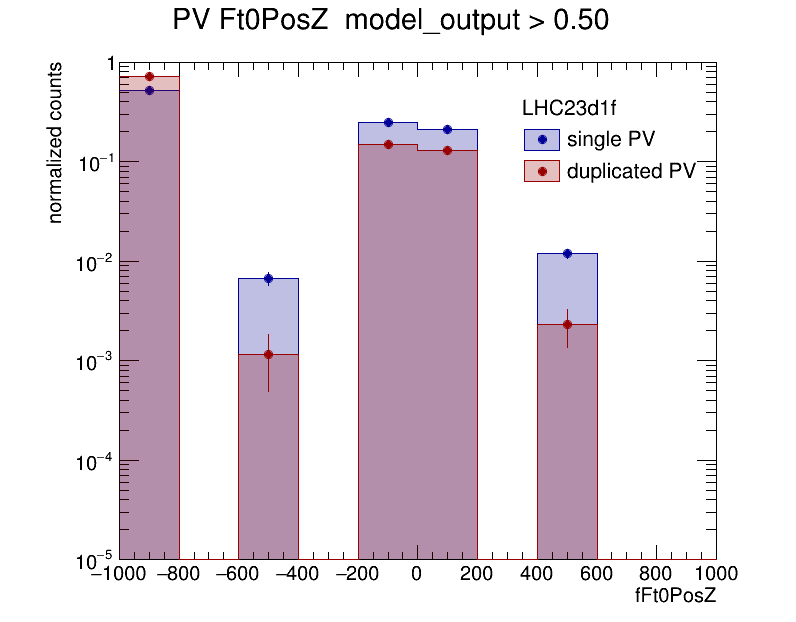 PV Ft0PosZ model_output > 0.50
normalized counts
1
10⁻¹
10⁻²
10⁻³
10⁻⁴
10⁻⁵
LHC23d1f
single PV
duplicated PV
−1000 −800 −600 −400 −200 0 200 400 600 800 1000
fFt0PosZ